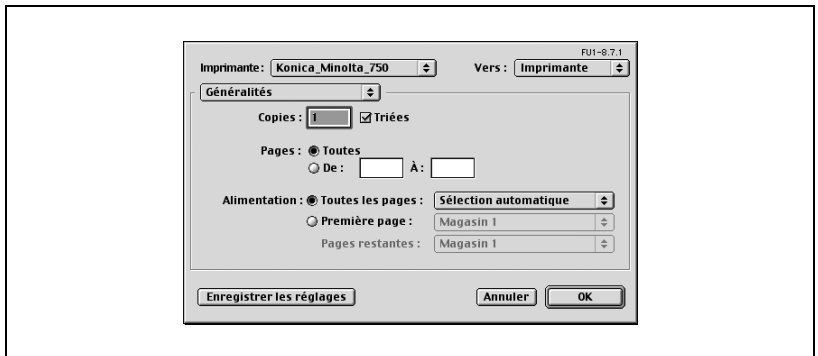 FU1-8.7.1
Imprimante: Konica_Minolta_750 Vers : Imprimante
Généralités
Copies : 1 Triées
Pages : Toutes
De : À :
Alimentation : Toutes les pages : Sélection automatique
Première page : Magasin 1
Pages restantes : Magasin 1
Enregistrer les réglages Annuler OK